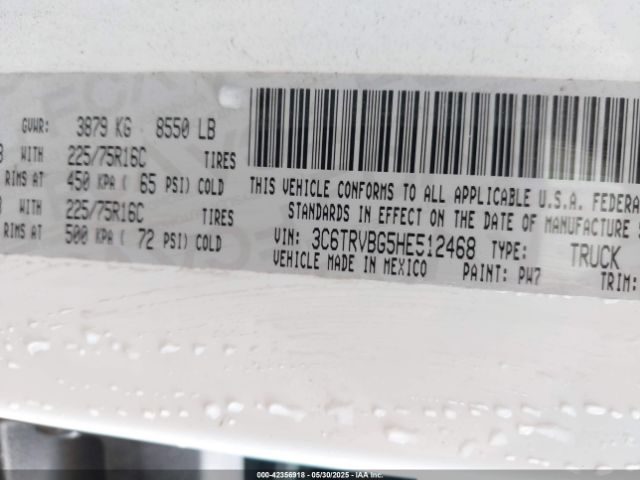 GVWR: 3879 KG 8550 LB
WITH 225/75R16C TIRES
RIMS AT 450 KPA ( 65 PSI) COLD
WITH 225/75R16C TIRES
RIMS AT 500 KPA ( 72 PSI) COLD
THIS VEHICLE CONFORMS TO ALL APPLICABLE U.S.A. FEDERA
STANDARDS IN EFFECT ON THE DATE OF MANUFACTURE
VIN: 3C6TRVBG5HE512468 TYPE: TRUCK
VEHICLE MADE IN MEXICO PAINT: PW7 TRIM:
000-42356918 - 05/30/2025 - IAA Inc. (c) Copyright